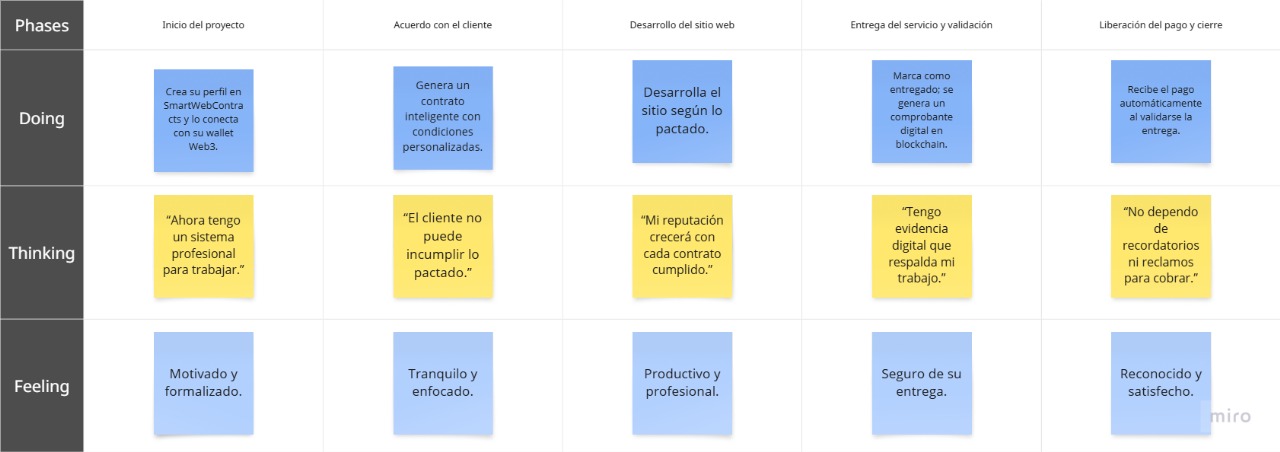 Phases
Inicio del proyecto
Acuerdo con el cliente
Desarrollo del sitio web
Entrega del servicio y validación
Liberación del pago y cierre
Doing
Crea su perfil en
SmartWebContra
cts y lo conecta
con su wallet
Web3.
Genera un
contrato
inteligente con
condiciones
personalizadas.
Desarrolla el
sitio según lo
pactado.
Marca como
entregado; se
genera un
comprobante
digital en
blockchain.
Recibe el pago
automáticamente
al validarse la
entrega.
Thinking
“Ahora tengo
un sistema
profesional
para trabajar.”
“El cliente no
puede
incumplir lo
pactado.”
“Mi reputación
crecerá con
cada contrato
cumplido.”
“Tengo
evidencia
digital que
respalda mi
trabajo.”
“No dependo
de
recordatorios
ni reclamos
para cobrar.”
Feeling
Motivado y
formalizado.
Tranquilo y
enfocado.
Productivo y
profesional.
Seguro de su
entrega.
Reconocido y
satisfecho.
miro